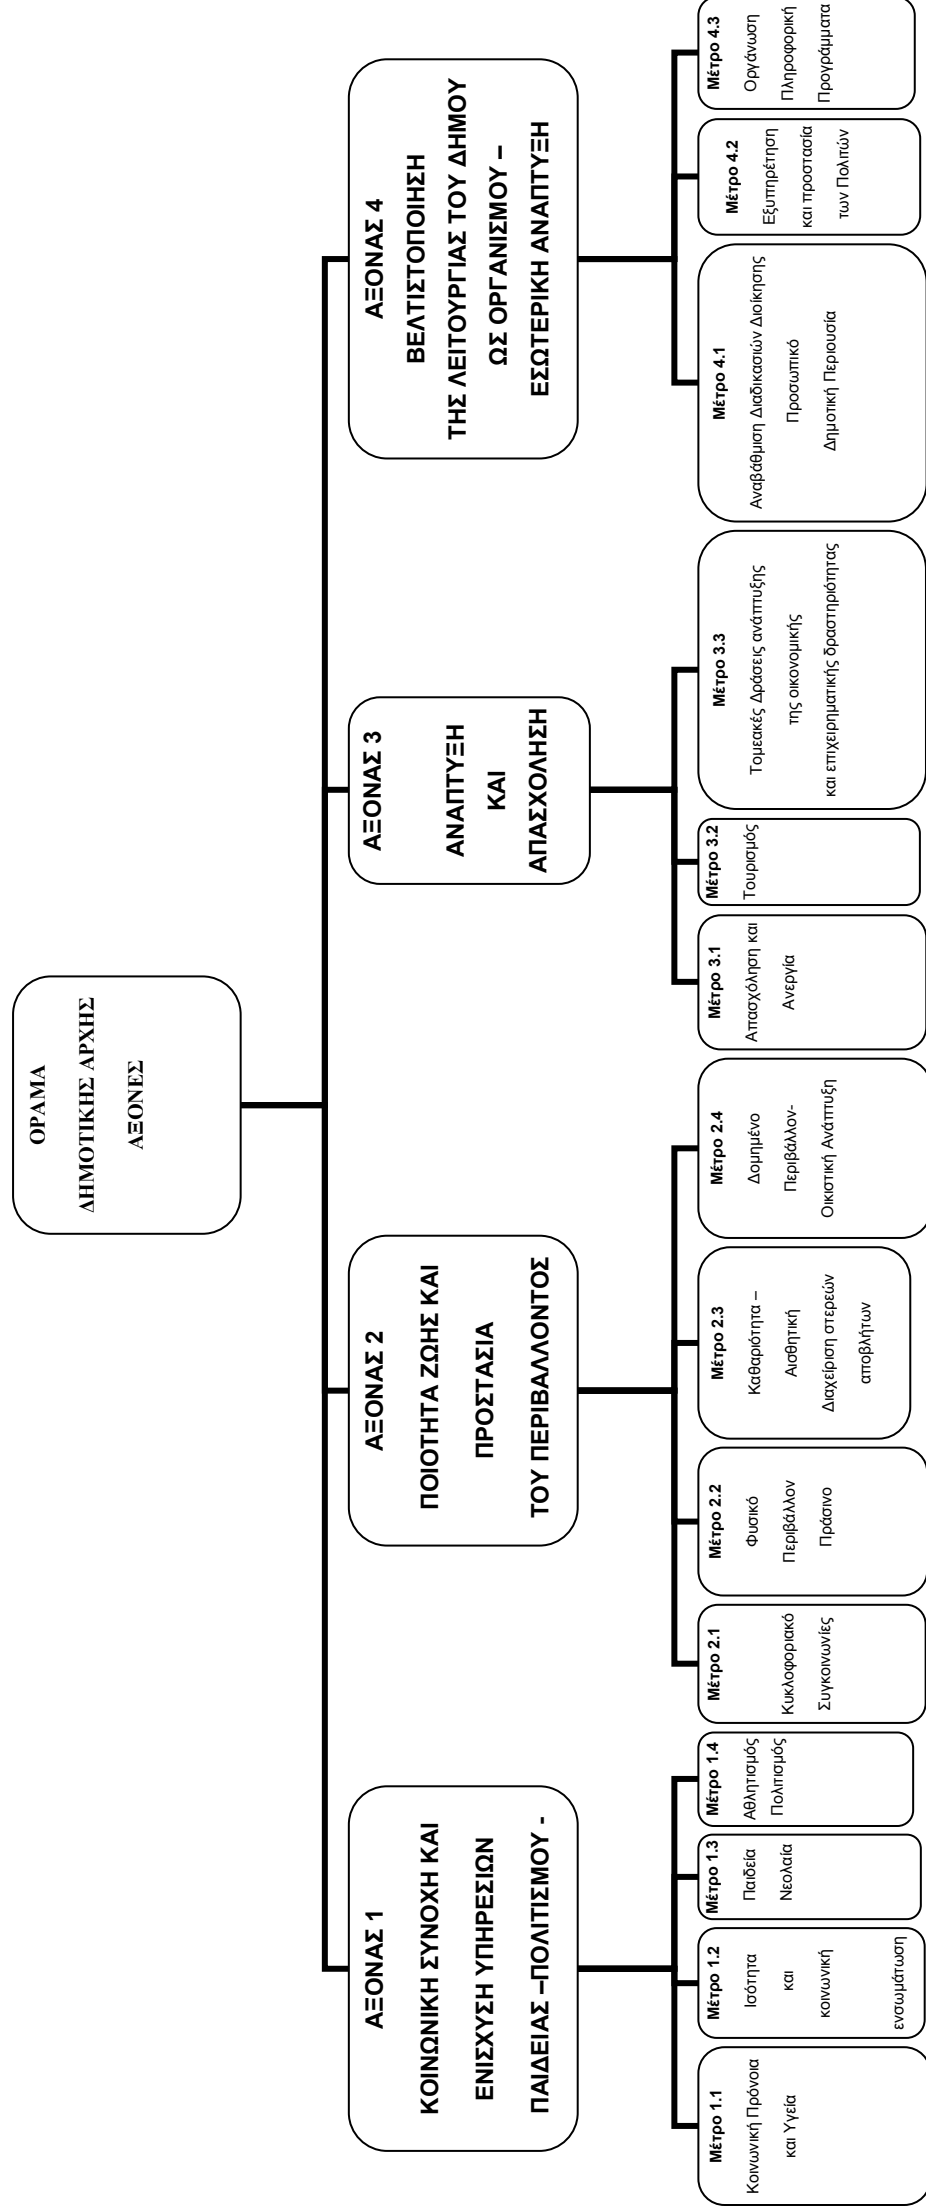 ΟΡΑΜΑ
ΔΗΜΟΤΙΚΗΣ ΑΡΧΗΣ
ΑΞΟΝΕΣ
ΑΞΟΝΑΣ 1
ΚΟΙΝΩΝΙΚΗ ΣΥΝΟΧΗ ΚΑΙ
ΕΝΙΣΧΥΣΗ ΥΠΗΡΕΣΙΩΝ
ΠΑΙΔΕΙΑΣ –ΠΟΛΙΤΙΣΜΟΥ -
ΑΞΟΝΑΣ 2
ΠΟΙΟΤΗΤΑ ΖΩΗΣ ΚΑΙ
ΠΡΟΣΤΑΣΙΑ
ΤΟΥ ΠΕΡΙΒΑΛΛΟΝΤΟΣ
ΑΞΟΝΑΣ 3
ΑΝΑΠΤΥΞΗ
ΚΑΙ
ΑΠΑΣΧΟΛΗΣΗ
ΑΞΟΝΑΣ 4
ΒΕΛΤΙΣΤΟΠΟΙΗΣΗ
ΤΗΣ ΛΕΙΤΟΥΡΓΙΑΣ ΤΟΥ ΔΗΜΟΥ
ΩΣ ΟΡΓΑΝΙΣΜΟΥ –
ΕΣΩΤΕΡΙΚΗ ΑΝΑΠΤΥΞΗ
Μέτρο 1.1
Κοινωνική Πρόνοια
και Υγεία
Μέτρο 1.2
Ισότητα
και
κοινωνική
ενσωμάτωση
Μέτρο 1.3
Παιδεία
Νεολαία
Μέτρο 1.4
Αθλητισμός
Πολιτισμός
Μέτρο 2.1
Κυκλοφοριακό
Συγκοινωνίες
Μέτρο 2.2
Φυσικό
Περιβάλλον
Πράσινο
Μέτρο 2.3
Καθαριότητα –
Αισθητική
Διαχείριση στερεών
αποβλήτων
Μέτρο 2.4
Δομημένο
Περιβάλλον-
Οικιστική Ανάπτυξη
Μέτρο 3.1
Απασχόληση και
Ανεργία
Μέτρο 3.2
Τουρισμός
Μέτρο 3.3
Τομεακές Δράσεις ανάπτυξης
της οικονομικής
και επιχειρηματικής δραστηριότητας
Μέτρο 4.1
Αναβάθμιση Διαδικασιών Διοίκησης
Προσωπικό
Δημοτική Περιουσία
Μέτρο 4.2
Εξυπηρέτηση
και προστασία
των Πολιτών
Μέτρο 4.3
Οργάνωση
Πληροφορική
Προγράμματα